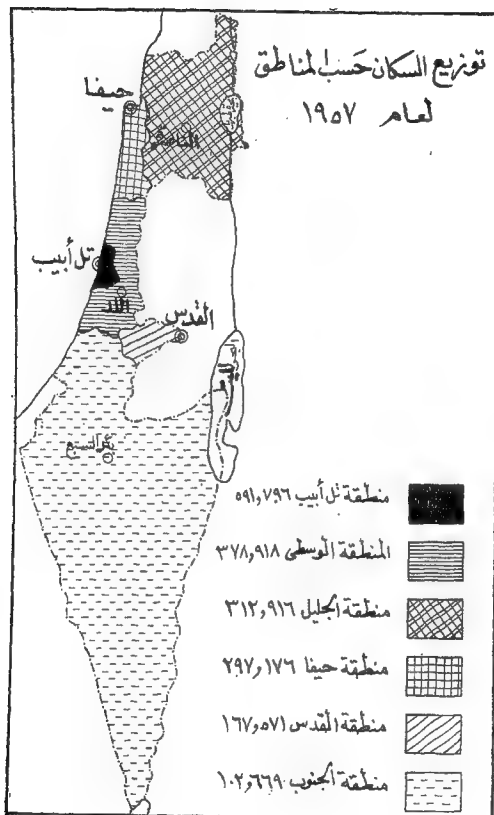 توزيع السكان حسب المناطق
لعام ١٩٥٧
حيفا
الناصرة
تل أبيب
اللد
القدس
بئر السبع
منطقة تل أبيب ٥٩١,٧٩٦
المنطقة الوسطى ٣٧٨,٩١٨
منطقة الجليل ٣١٢,٩١٦
منطقة حيفا ٢٩٧,١٧٦
منطقة القدس ١٦٧,٥٧١
منطقة الجنوب ١٠٢,٦٦٩